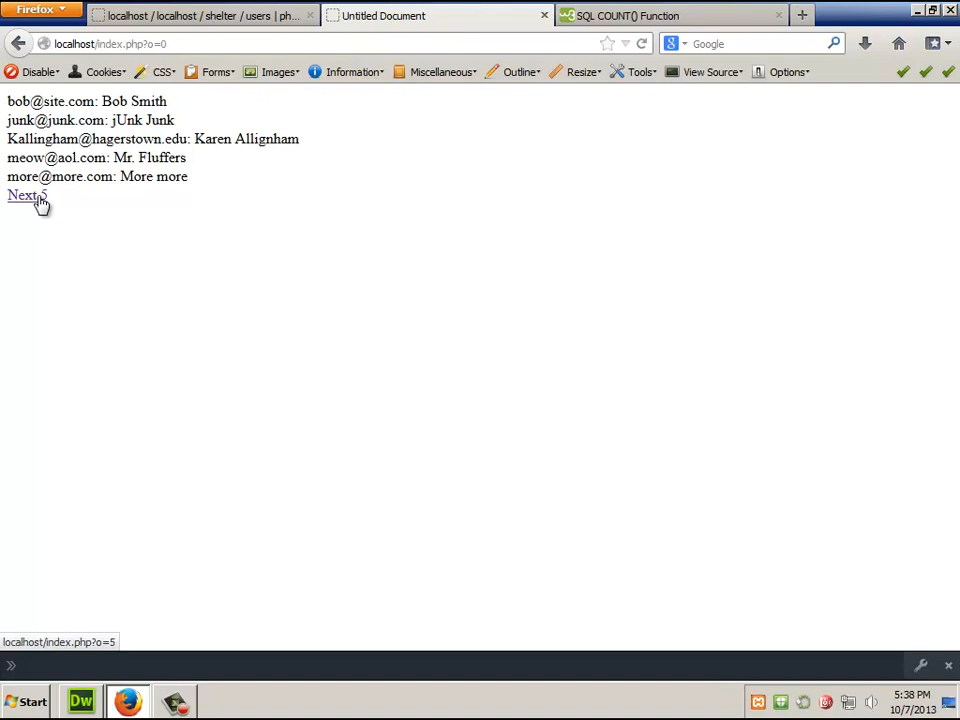 Firefox
localhost / localhost / shelter / users | ph...
Untitled Document
SQL COUNT() Function
localhost/index.php?o=0
Google
Disable
Cookies
CSS
Forms
Images
Information
Miscellaneous
Outline
Resize
Tools
View Source
Options
bob@site.com: Bob Smith
junk@junk.com: jUnk Junk
Kallingham@hagerstown.edu: Karen Allignham
meow@aol.com: Mr. Fluffers
more@more.com: More more
Next 5
localhost/index.php?o=5
Start
Dw
5:38 PM
10/7/2013